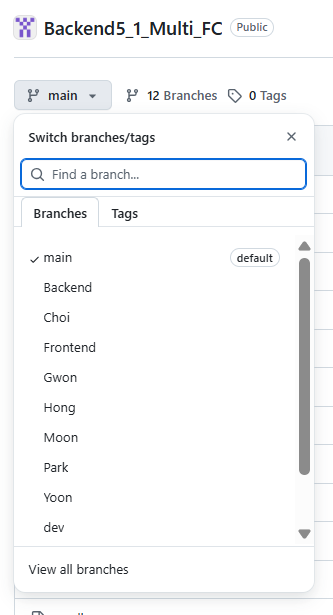 Backend5_1_Multi_FC Public
main 12 Branches 0 Tags
Switch branches/tags
Find a branch...
Branches Tags
main default
Backend
Choi
Frontend
Gwon
Hong
Moon
Park
Yoon
dev
View all branches